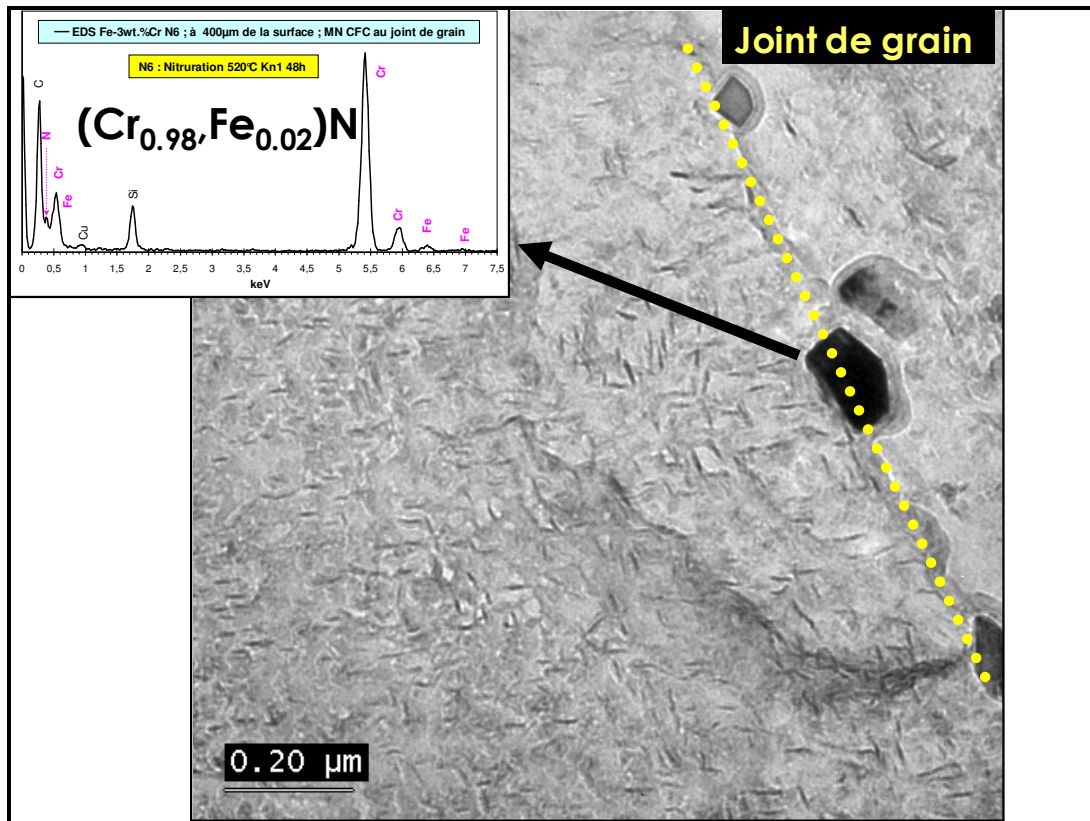 — EDS Fe-3wt.%Cr N6 ; à 400µm de la surface ; MN CFC au joint de grain
N6 : Nitruration 520°C Kn1 48h
(Cr0.98,Fe0.02)N
C
N
Cr
Fe
Cu
Si
Cr
Cr
Fe
Fe
0 0,5 1 1,5 2 2,5 3 3,5 4 4,5 5 5,5 6 6,5 7 7,5
keV
Joint de grain
0.20 µm